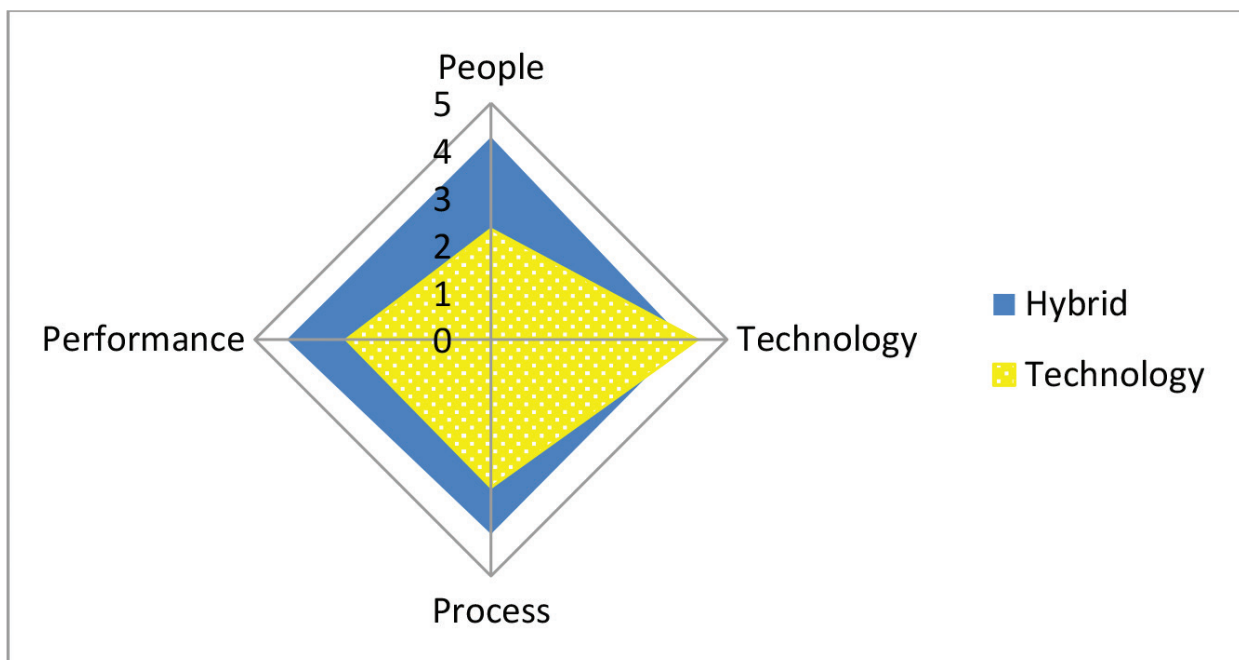 People
5
4
3
2
1
0
Performance
Technology
Process
Hybrid
Technology